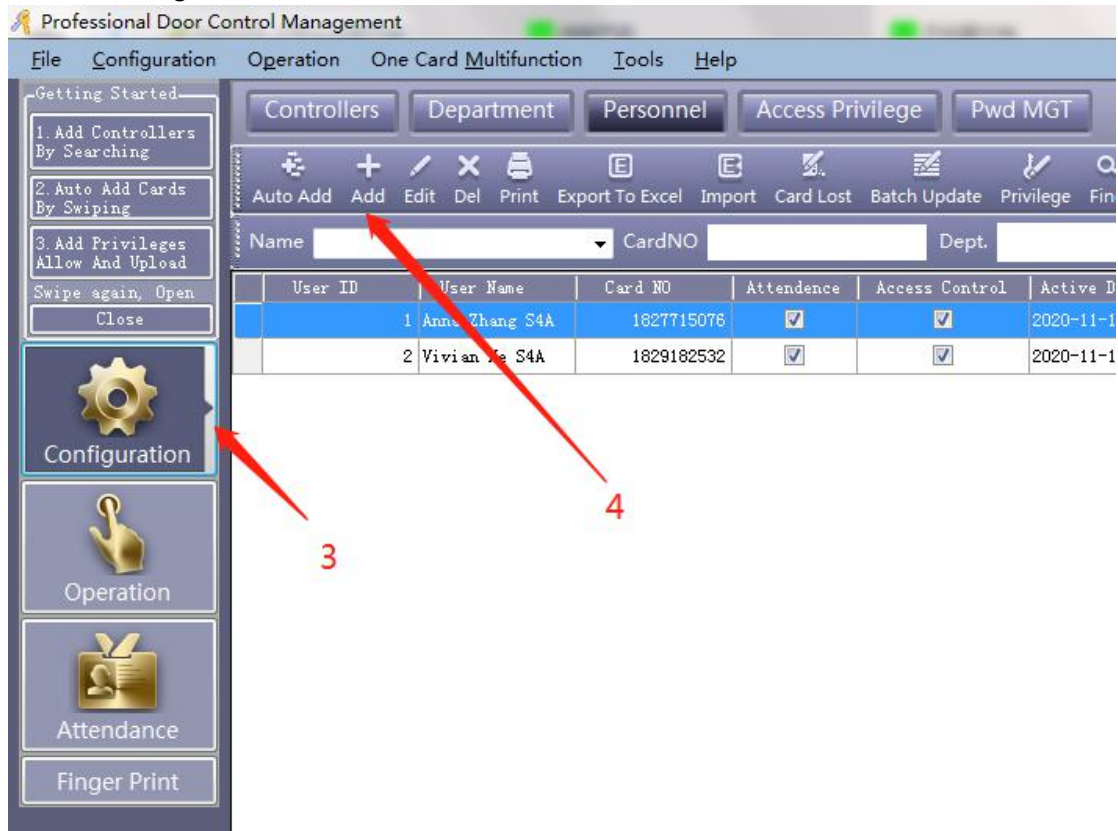 Professional Door Control Management
File Configuration Operation One Card Multifunction Tools Help
Getting Started
1. Add Controllers
By Searching
2. Auto Add Cards
By Swiping
3. Add Privileges
Allow And Upload
Swipe again, Open
Close
Configuration
Operation
Attendance
Finger Print
Controllers Department Personnel Access Privilege Pwd MGT
Auto Add Add Edit Del Print Export To Excel Import Card Lost Batch Update Privilege Fin
Name CardNO Dept.
User ID User Name Card NO Attendence Access Control Active D
1 Zhang S4A 1827715076 2020-11-1
2 Vivian S4A 1829182532 2020-11-1
3
4